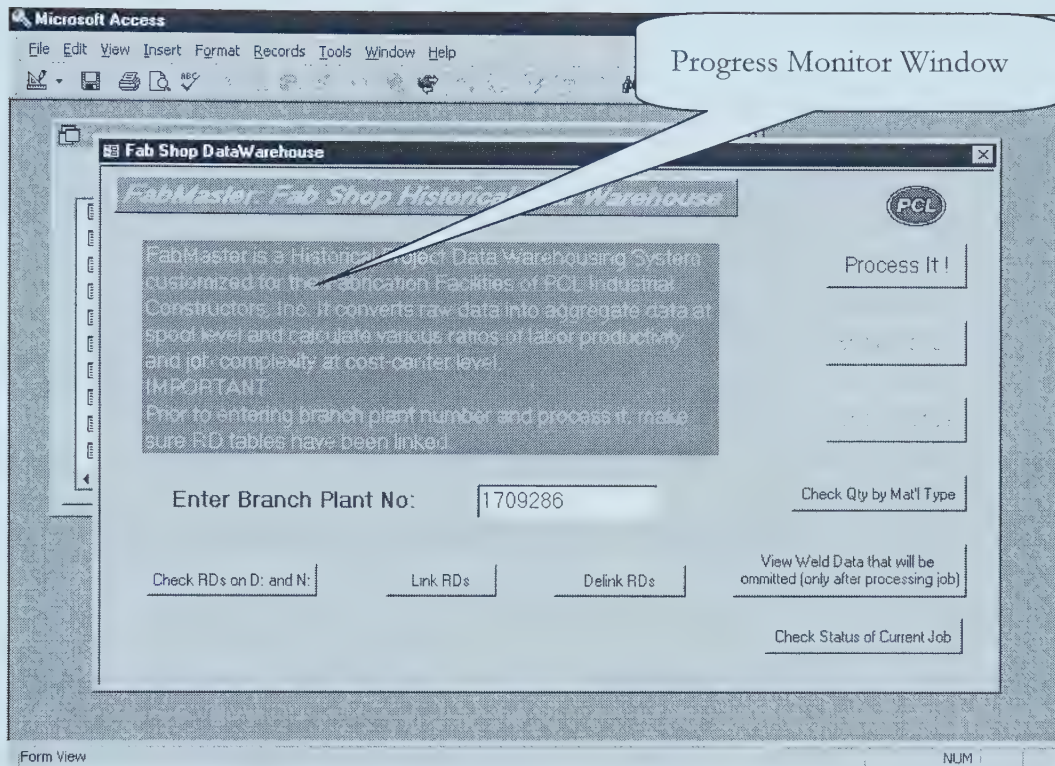 Microsoft Access
File Edit View Insert Format Records Tools Window Help
Progress Monitor Window
Fab Shop DataWarehouse
FabMaster: Fab Shop Historical Warehouse
PCL
FabMaster is a Historical Project Data Warehousing System
customized for the Fabrication Facilities of PCL Industrial
Constructors, Inc. It converts raw data into aggregate data at
spool level and calculate various ratios of labor productivity
and job complexity at cost-center level.
IMPORTANT
Prior to entering branch plant number and process it, make
sure RD tables have been linked
Process It !
Enter Branch Plant No: 1709286
Check Qty by Mat'l Type
Check RDs on D: and N: Link RDs Delink RDs
View Weld Data that will be
ommitted (only after processing job)
Check Status of Current Job
Form View NUM